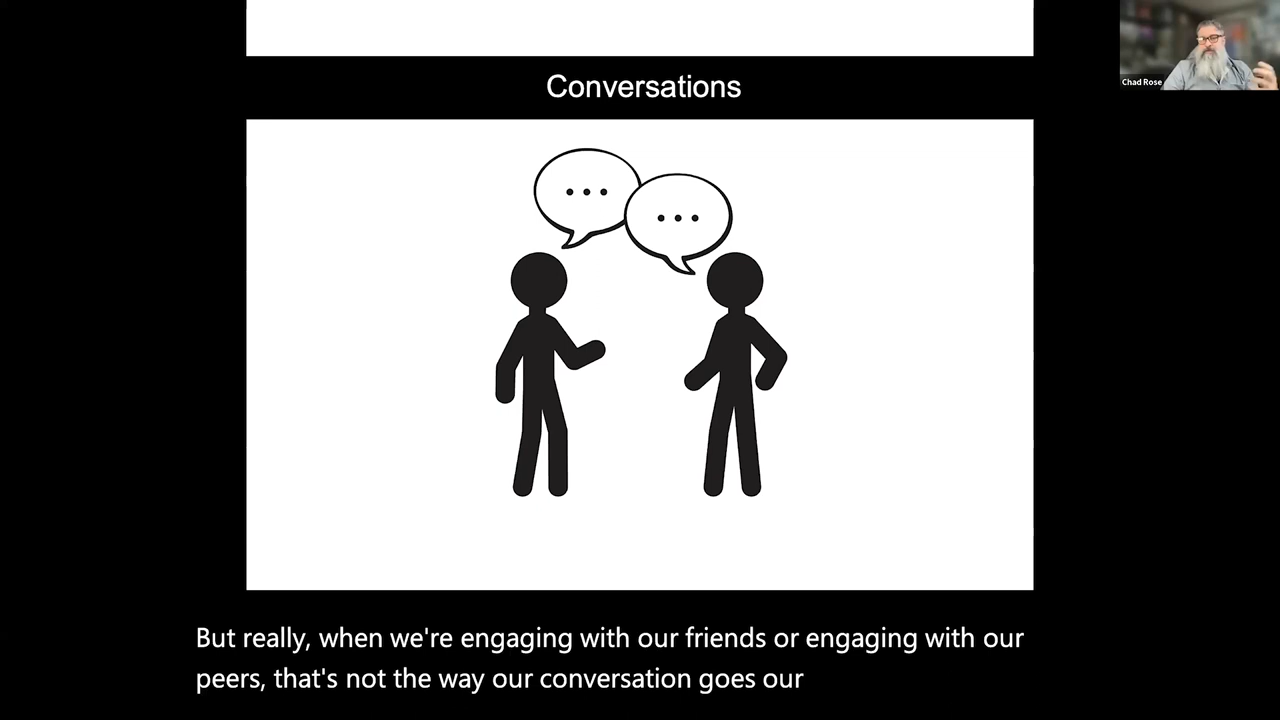 Conversations
Chad Rose
But really, when we're engaging with our friends or engaging with our
peers, that's not the way our conversation goes our